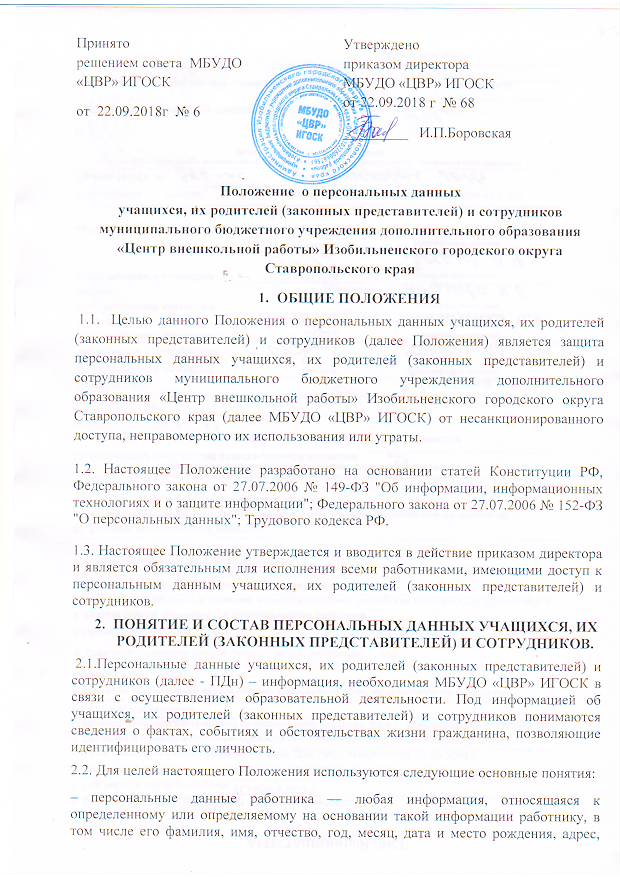 Принято
решением совета МБУДО
«ЦВР» ИГОСК
от 22.09.2018г № 6
Утверждено
приказом директора
МБУДО «ЦВР» ИГОСК
от 22.09.2018 г № 68
И.П.Боровская
МБУДО
«ЦВР»
ИГОСК
Положение о персональных данных
учащихся, их родителей (законных представителей) и сотрудников
муниципального бюджетного учреждения дополнительного образования
«Центр внешкольной работы» Изобильненского городского округа
Ставропольского края
1. ОБЩИЕ ПОЛОЖЕНИЯ
1.1. Целью данного Положения о персональных данных учащихся, их родителей
(законных представителей) и сотрудников (далее Положения) является защита
персональных данных учащихся, их родителей (законных представителей) и
сотрудников муниципального бюджетного учреждения дополнительного
образования «Центр внешкольной работы» Изобильненского городского округа
Ставропольского края (далее МБУДО «ЦВР» ИГОСК) от несанкционированного
доступа, неправомерного их использования или утраты.
1.2. Настоящее Положение разработано на основании статей Конституции РФ,
Федерального закона от 27.07.2006 № 149-ФЗ "Об информации, информационных
технологиях и о защите информации"; Федерального закона от 27.07.2006 № 152-ФЗ
"О персональных данных"; Трудового кодекса РФ.
1.3. Настоящее Положение утверждается и вводится в действие приказом директора
и является обязательным для исполнения всеми работниками, имеющими доступ к
персональным данным учащихся, их родителей (законных представителей) и
сотрудников.
2. ПОНЯТИЕ И СОСТАВ ПЕРСОНАЛЬНЫХ ДАННЫХ УЧАЩИХСЯ, ИХ
РОДИТЕЛЕЙ (ЗАКОННЫХ ПРЕДСТАВИТЕЛЕЙ) И СОТРУДНИКОВ.
2.1.Персональные данные учащихся, их родителей (законных представителей) и
сотрудников (далее - ПДн) – информация, необходимая МБУДО «ЦВР» ИГОСК в
связи с осуществлением образовательной деятельности. Под информацией об
учащихся, их родителей (законных представителей) и сотрудников понимаются
сведения о фактах, событиях и обстоятельствах жизни гражданина, позволяющие
идентифицировать его личность.
2.2. Для целей настоящего Положения используются следующие основные понятия:
– персональные данные работника — любая информация, относящаяся к
определенному или определяемому на основании такой информации работнику, в
том числе его фамилия, имя, отчество, год, месяц, дата и место рождения, адрес,